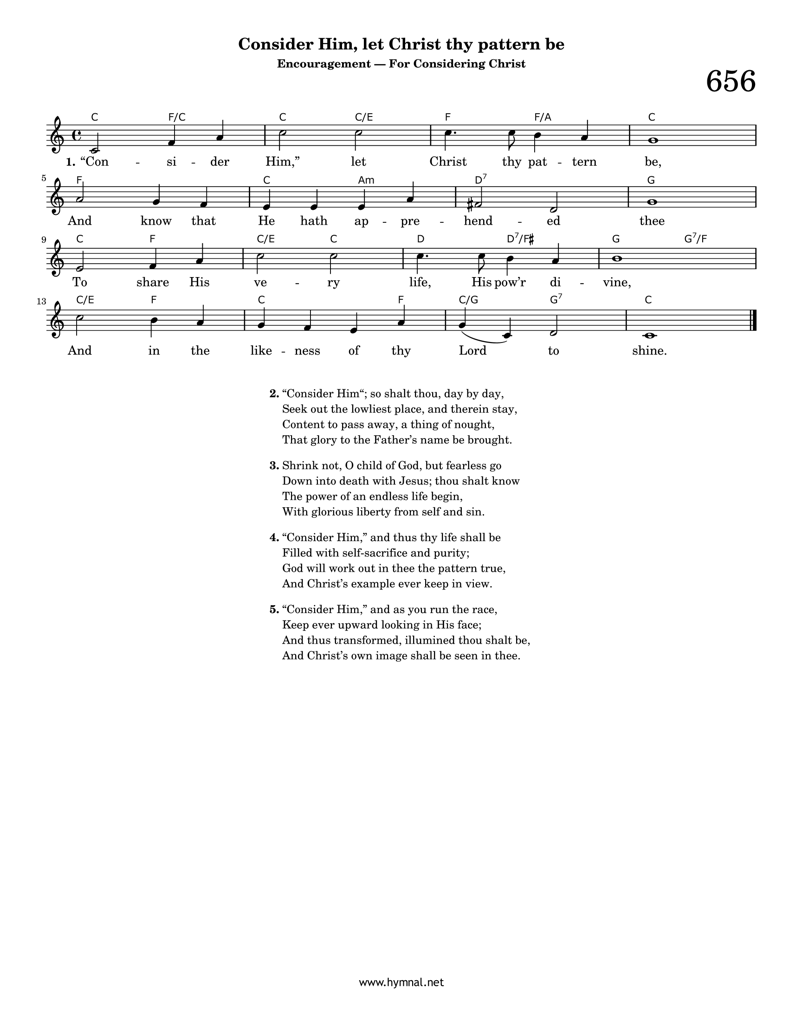 Consider Him, let Christ thy pattern be
Encouragement — For Considering Christ
656
C F/C C C/E F F/A C
1. “Con - si - der Him,” let Christ thy pat - tern be,
5
F C Am D7 G
And know that He hath ap - pre - hend - ed thee
9
C F C/E C D D7/F♯ G G7/F
To share His ve - ry life, His pow’r di - vine,
13
C/E F C F C/G G7 C
And in the like - ness of thy Lord to shine.
2. “Consider Him“; so shalt thou, day by day,
Seek out the lowliest place, and therein stay,
Content to pass away, a thing of nought,
That glory to the Father’s name be brought.
3. Shrink not, O child of God, but fearless go
Down into death with Jesus; thou shalt know
The power of an endless life begin,
With glorious liberty from self and sin.
4. “Consider Him,” and thus thy life shall be
Filled with self-sacrifice and purity;
God will work out in thee the pattern true,
And Christ’s example ever keep in view.
5. “Consider Him,” and as you run the race,
Keep ever upward looking in His face;
And thus transformed, illumined thou shalt be,
And Christ’s own image shall be seen in thee.
www.hymnal.net